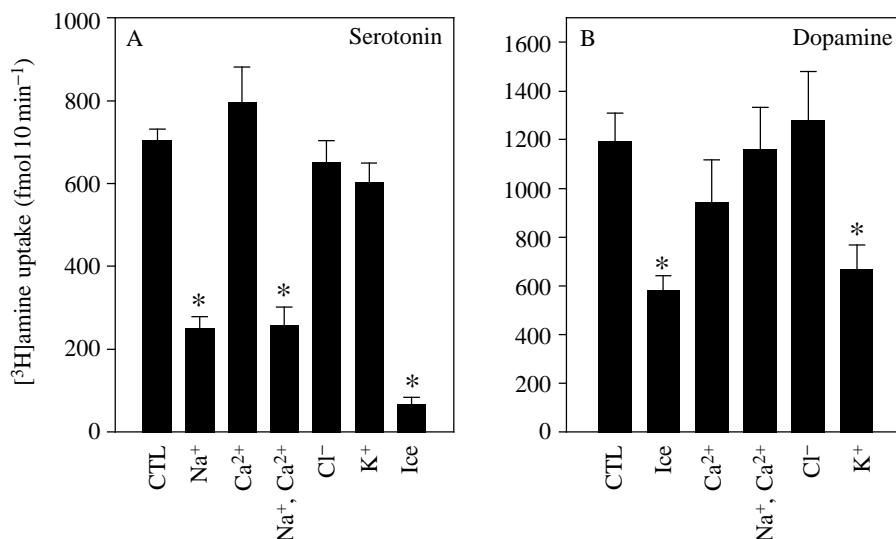 [³H]amine uptake (fmol 10 min⁻¹)
A
Serotonin
1000
800
600
400
200
0
*
*
*
CTL
Na⁺
Ca²⁺
Na⁺, Ca²⁺
Cl⁻
K⁺
Ice
B
Dopamine
1600
1400
1200
1000
800
600
400
200
0
*
*
CTL
Ice
Ca²⁺
Na⁺, Ca²⁺
Cl⁻
K⁺